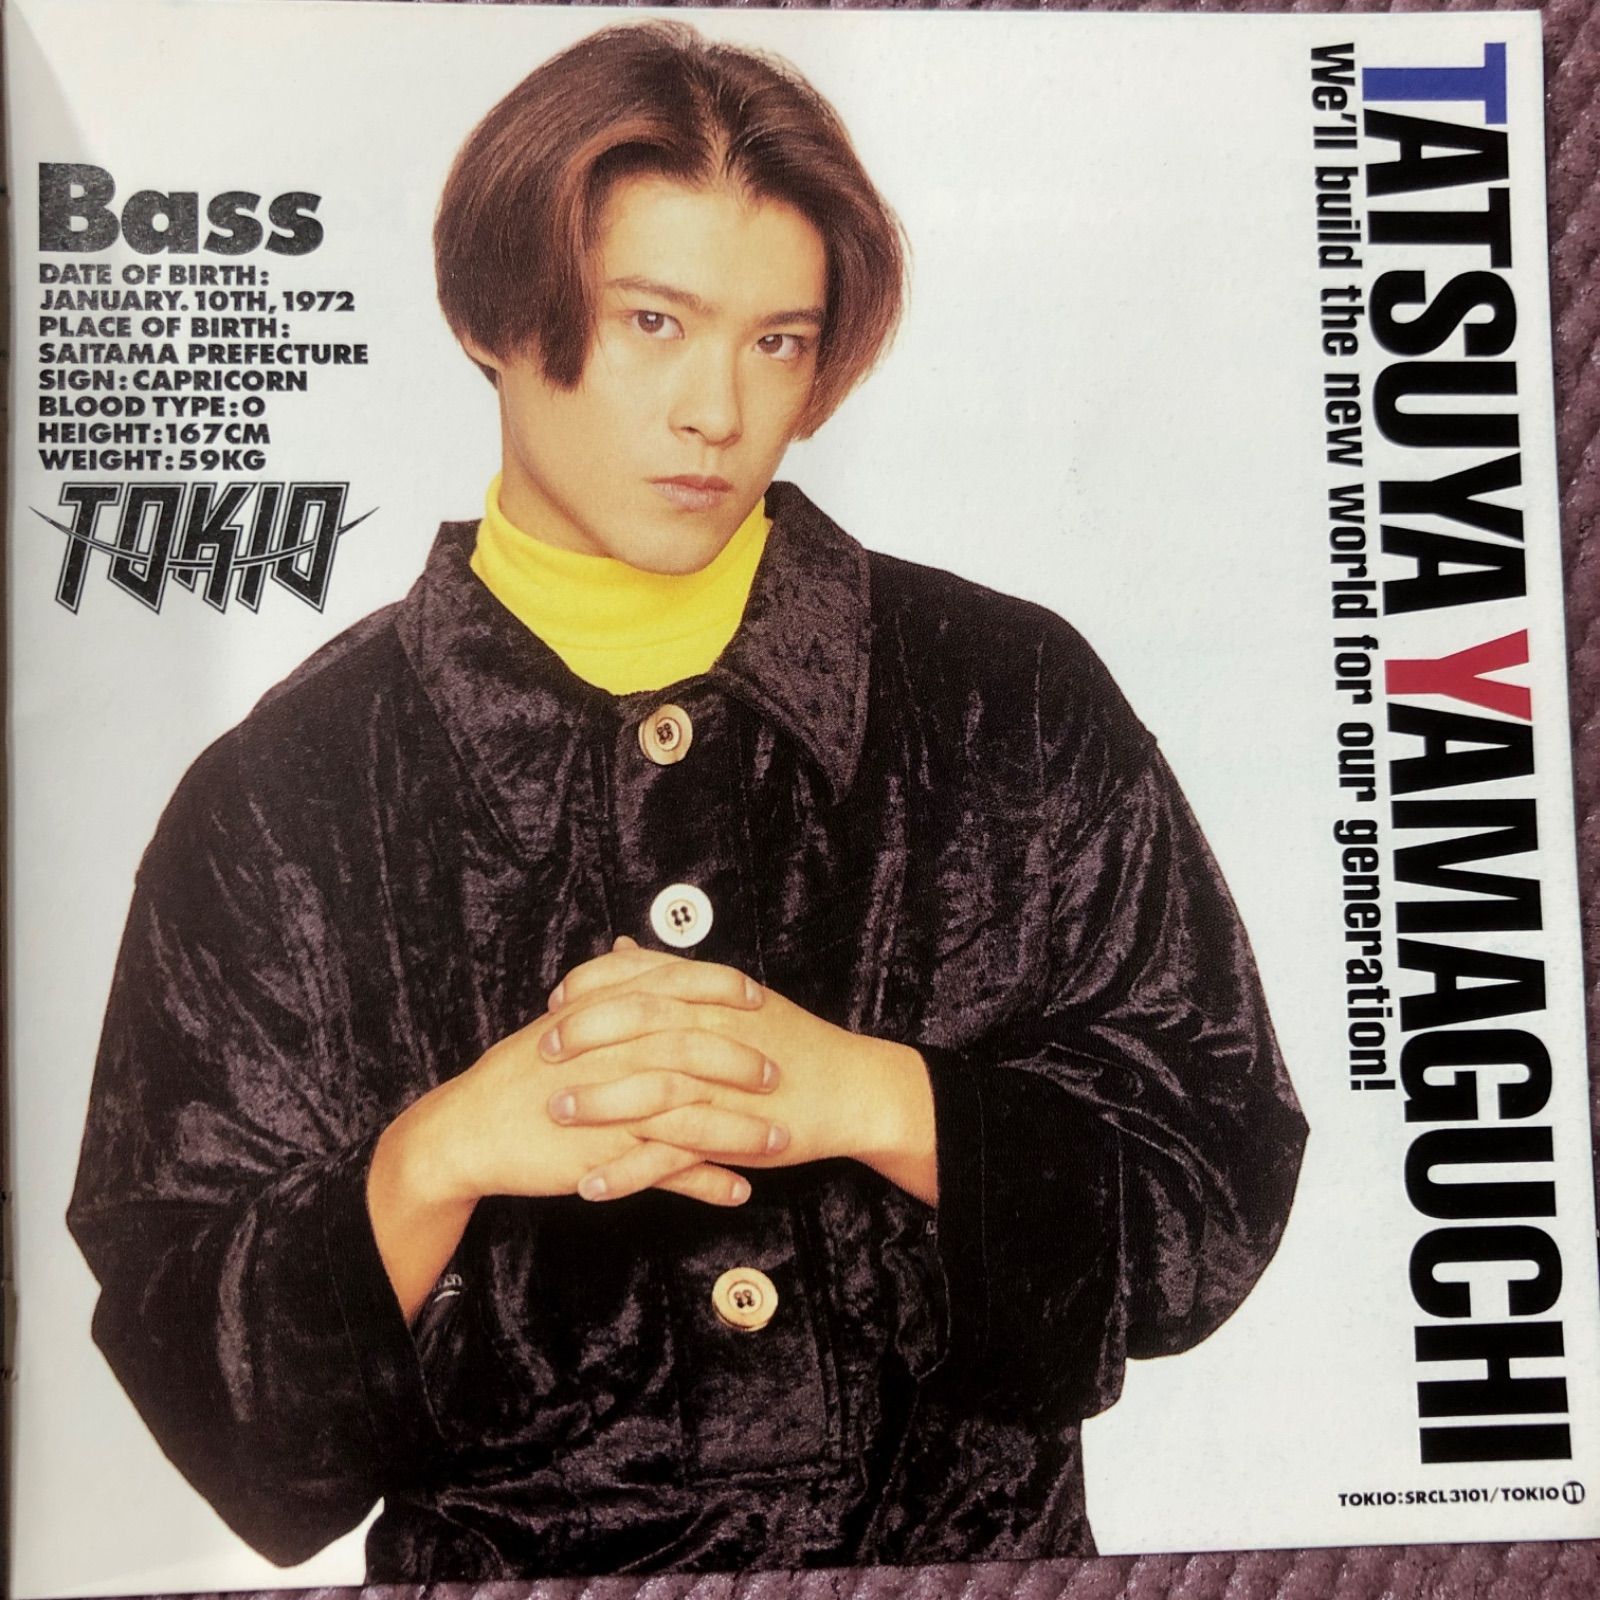 Bass
DATE OF BIRTH:
JANUARY.10TH,1972
PLACE OF BIRTH:
SAITAMA PREFECTURE
SIGN:CAPRICORN
BLOOD TYPE:O
HEIGHT:167CM
WEIGHT:59KG
TOKIO
TATSUYA YAMAGUCHI
We'll build the new world for our generation!
TOKIO:SRCL3101/TOKIO 11